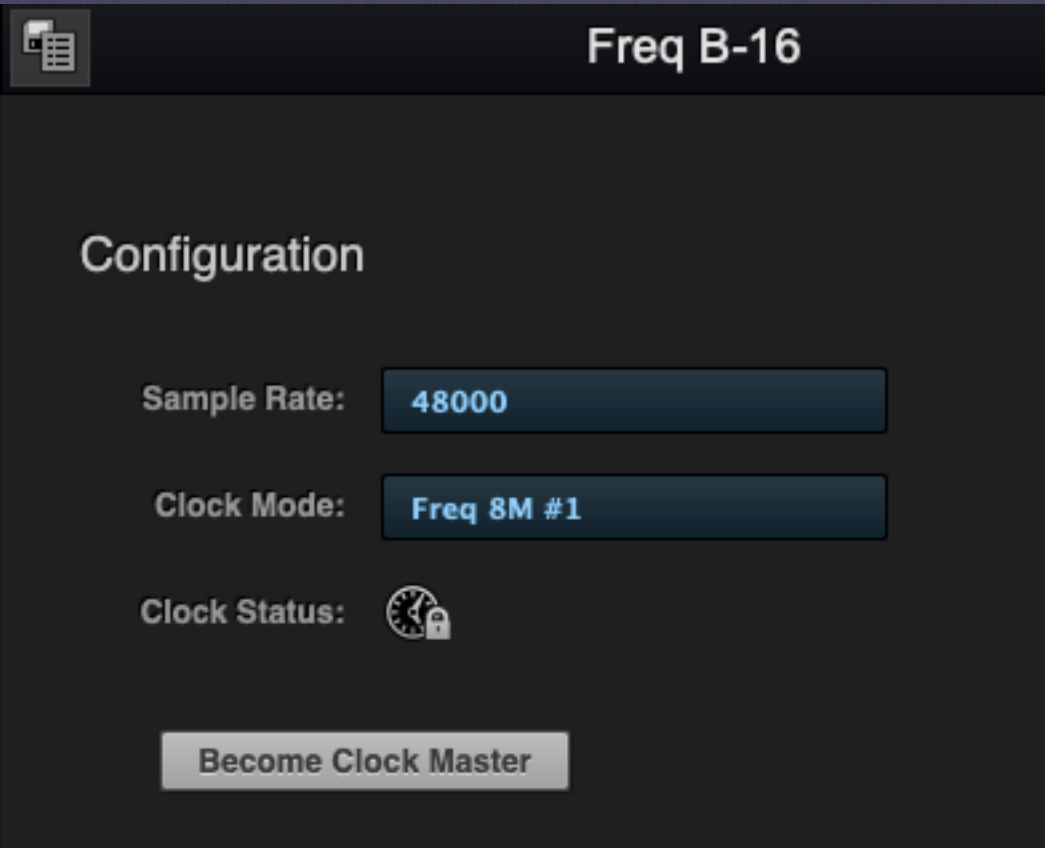 Freq B-16
Configuration
Sample Rate: 48000
Clock Mode: Freq 8M #1
Clock Status:
Become Clock Master